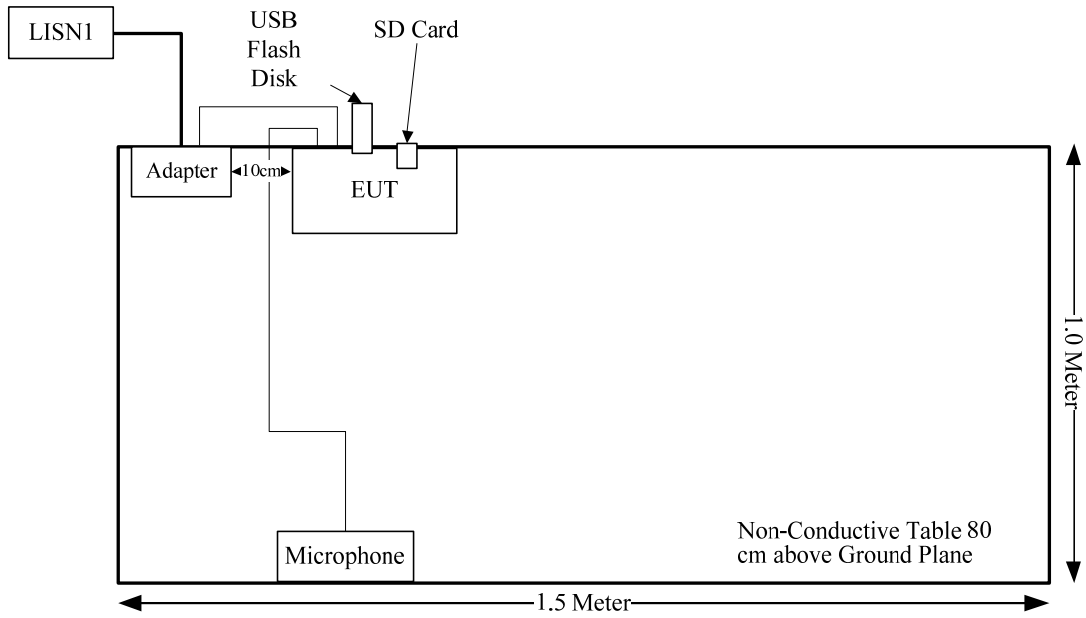 LISN1
USB
Flash
Disk
SD Card
Adapter
10cm
EUT
1.0 Meter
Microphone
Non-Conductive Table 80
cm above Ground Plane
1.5 Meter